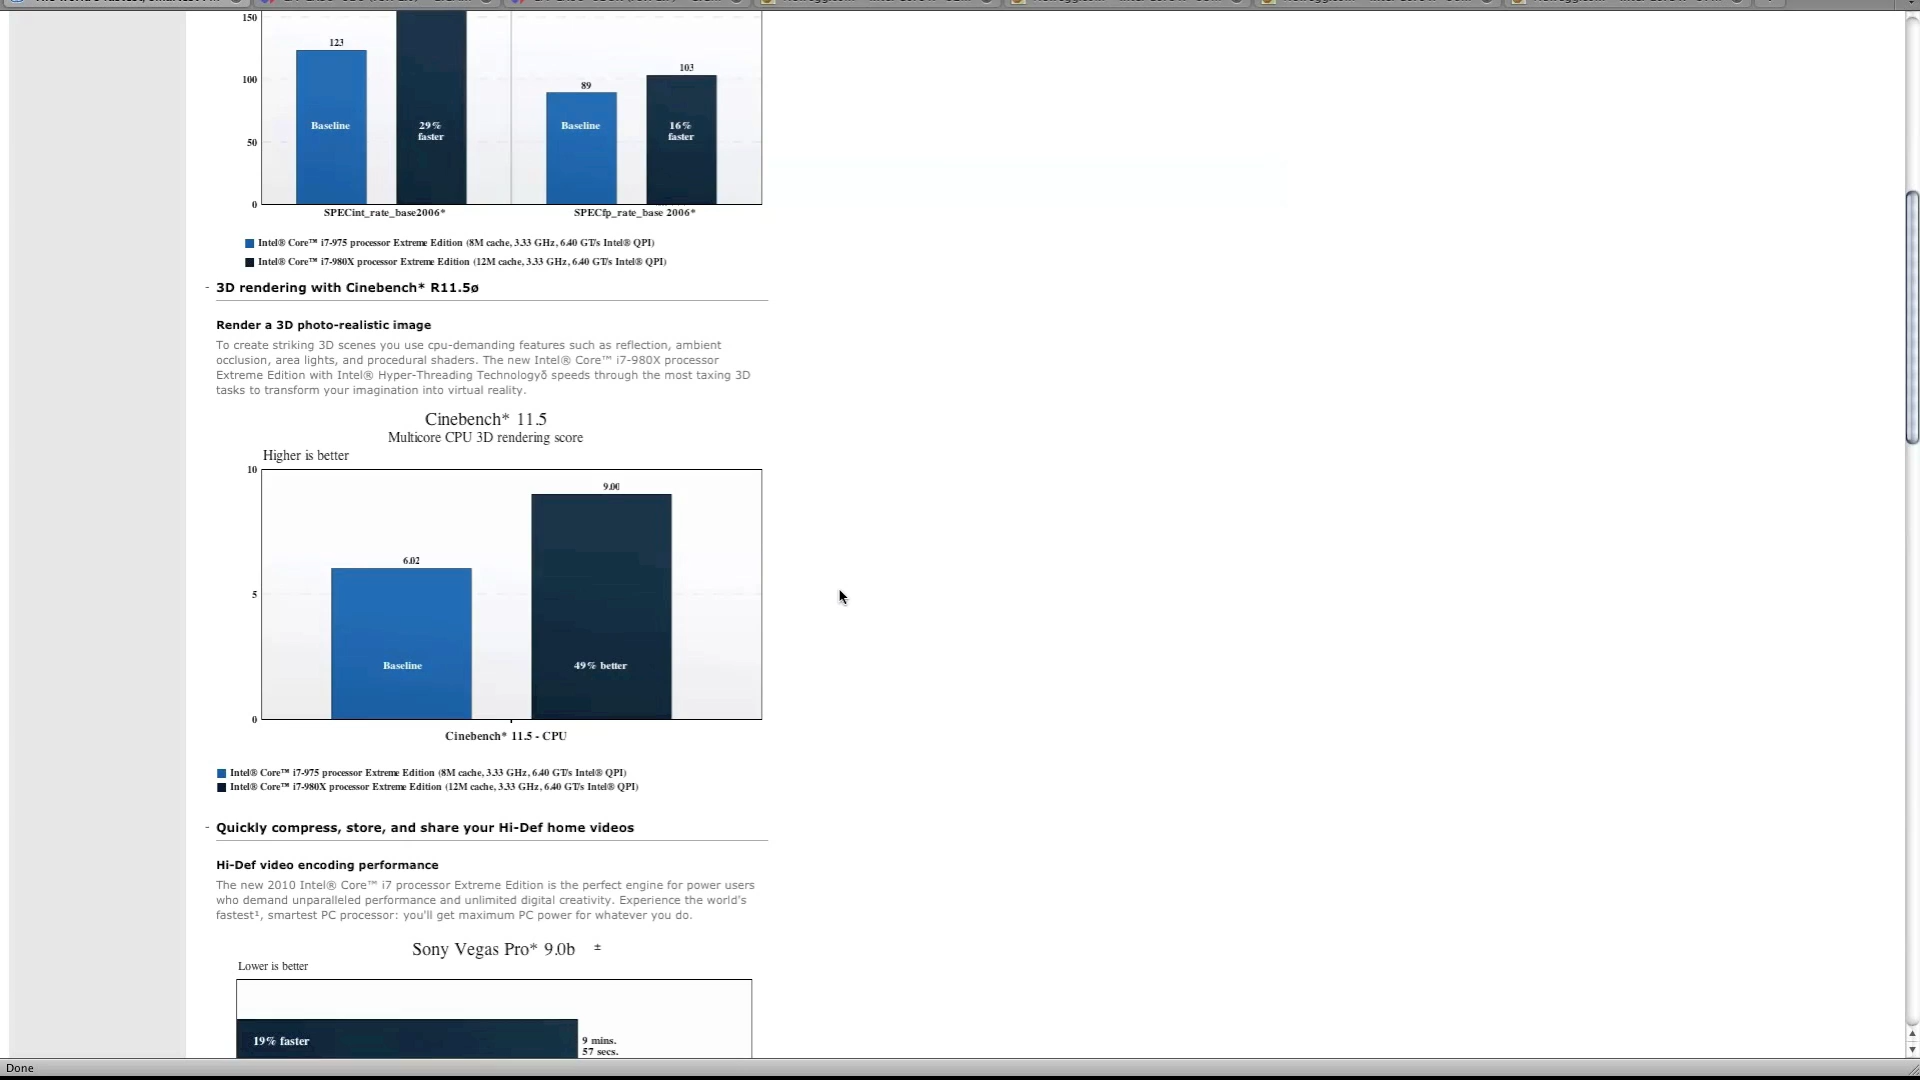 150
123
103
100
89
Baseline
29%
faster
Baseline
16%
faster
50
0
SPECint_rate_base2006*
SPECfp_rate_base 2006*
Intel® Core™ i7-975 processor Extreme Edition (8M cache, 3.33 GHz, 6.40 GT/s Intel® QPI)
Intel® Core™ i7-980X processor Extreme Edition (12M cache, 3.33 GHz, 6.40 GT/s Intel® QPI)
- 3D rendering with Cinebench* R11.5ø
Render a 3D photo-realistic image
To create striking 3D scenes you use cpu-demanding features such as reflection, ambient
occlusion, area lights, and procedural shaders. The new Intel® Core™ i7-980X processor
Extreme Edition with Intel® Hyper-Threading Technologyδ speeds through the most taxing 3D
tasks to transform your imagination into virtual reality.
Cinebench* 11.5
Multicore CPU 3D rendering score
Higher is better
10
9.00
6.02
5
Baseline
49% better
0
Cinebench* 11.5 - CPU
Intel® Core™ i7-975 processor Extreme Edition (8M cache, 3.33 GHz, 6.40 GT/s Intel® QPI)
Intel® Core™ i7-980X processor Extreme Edition (12M cache, 3.33 GHz, 6.40 GT/s Intel® QPI)
- Quickly compress, store, and share your Hi-Def home videos
Hi-Def video encoding performance
The new 2010 Intel® Core™ i7 processor Extreme Edition is the perfect engine for power users
who demand unparalleled performance and unlimited digital creativity. Experience the world's
fastest¹, smartest PC processor: you'll get maximum PC power for whatever you do.
Sony Vegas Pro* 9.0b ±
Lower is better
19% faster
9 mins.
57 secs.
Done